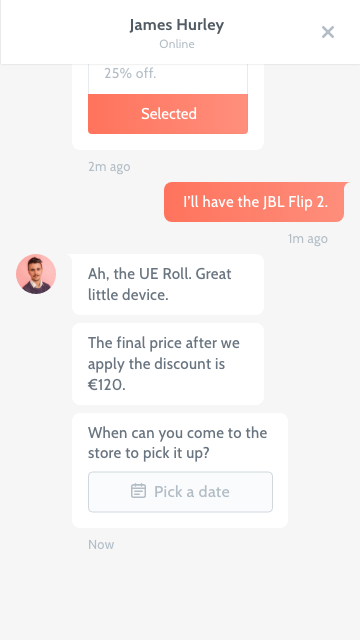 James Hurley
Online
25% off.
Selected
2m ago
I'll have the JBL Flip 2.
1m ago
Ah, the UE Roll. Great
little device.
The final price after we
apply the discount is
€120.
When can you come to the
store to pick it up?
Pick a date
Now